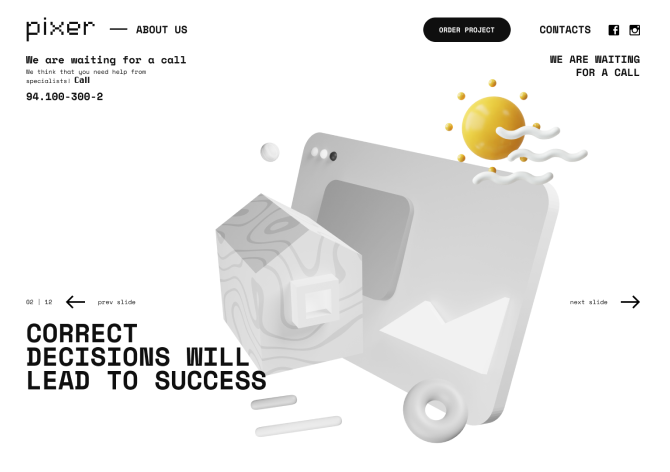 pixer
ABOUT US
ORDER PROJECT
CONTACTS
We are waiting for a call
We think that you need help from
specialists! Call
94.100-300-2
WE ARE WAITING
FOR A CALL
02 | 12
prev slide
next slide
CORRECT
DECISIONS WILL
LEAD TO SUCCESS